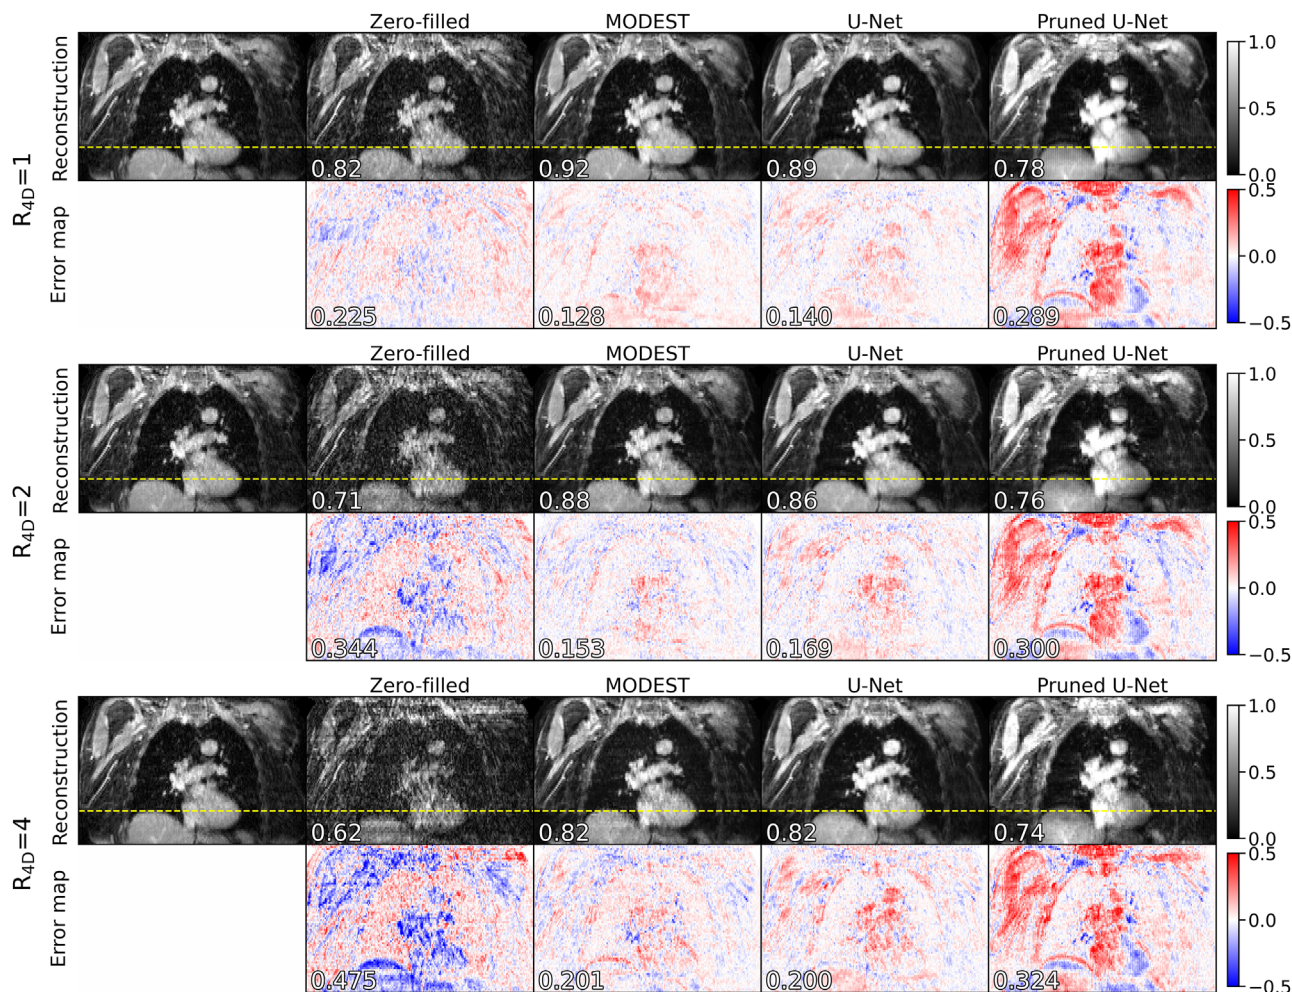 Zero-filled MODEST U-Net Pruned U-Net
R4D=1
Reconstruction
0.82 0.92 0.89 0.78
1.0
0.5
0.0
Error map
0.225 0.128 0.140 0.289
0.5
0.0
−0.5
Zero-filled MODEST U-Net Pruned U-Net
R4D=2
Reconstruction
0.71 0.88 0.86 0.76
1.0
0.5
0.0
Error map
0.344 0.153 0.169 0.300
0.5
0.0
−0.5
Zero-filled MODEST U-Net Pruned U-Net
R4D=4
Reconstruction
0.62 0.82 0.82 0.74
1.0
0.5
0.0
Error map
0.475 0.201 0.200 0.324
0.5
0.0
−0.5